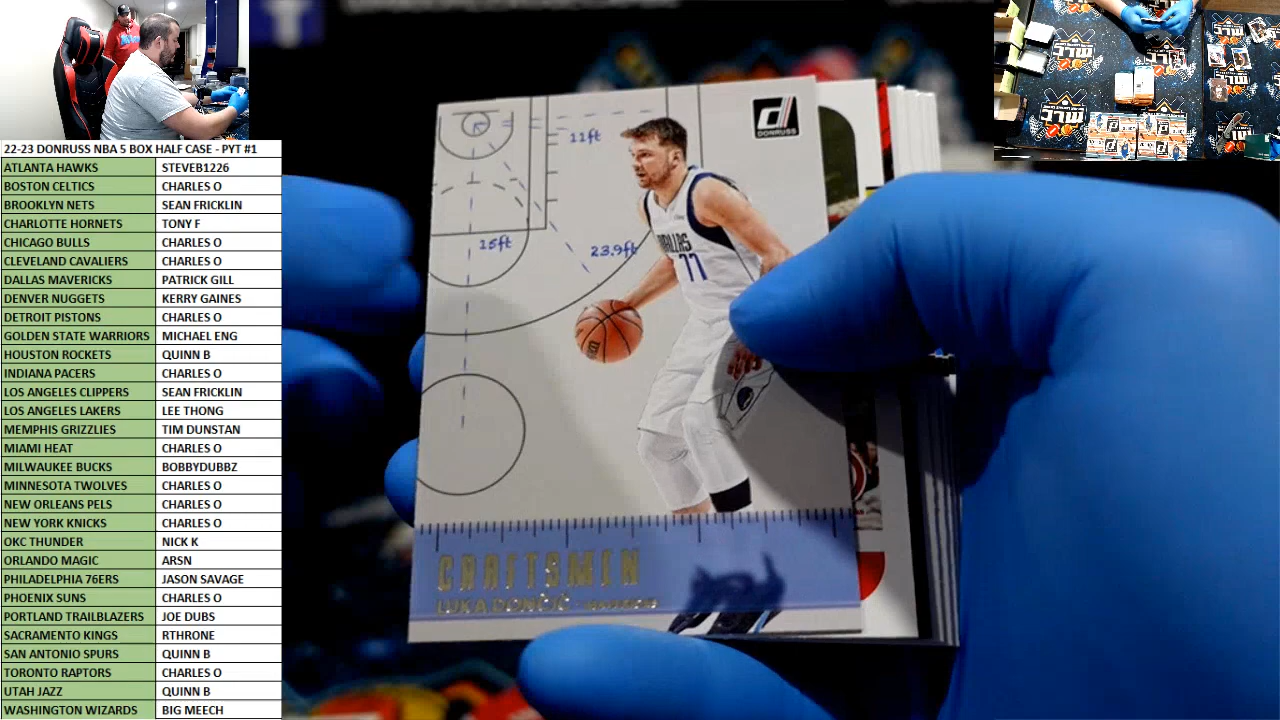 22-23 DONRUSS NBA 5 BOX HALF CASE - PYT #1
ATLANTA HAWKS STEVEB1226
BOSTON CELTICS CHARLES O
BROOKLYN NETS SEAN FRICKLIN
CHARLOTTE HORNETS TONY F
CHICAGO BULLS CHARLES O
CLEVELAND CAVALIERS CHARLES O
DALLAS MAVERICKS PATRICK GILL
DENVER NUGGETS KERRY GAINES
DETROIT PISTONS CHARLES O
GOLDEN STATE WARRIORS MICHAEL ENG
HOUSTON ROCKETS QUINN B
INDIANA PACERS CHARLES O
LOS ANGELES CLIPPERS SEAN FRICKLIN
LOS ANGELES LAKERS LEE THONG
MEMPHIS GRIZZLIES TIM DUNSTAN
MIAMI HEAT CHARLES O
MILWAUKEE BUCKS BOBBYDUBBZ
MINNESOTA TWOLVES CHARLES O
NEW ORLEANS PELS CHARLES O
NEW YORK KNICKS CHARLES O
OKC THUNDER NICK K
ORLANDO MAGIC ARSN
PHILADELPHIA 76ERS JASON SAVAGE
PHOENIX SUNS CHARLES O
PORTLAND TRAILBLAZERS JOE DUBS
SACRAMENTO KINGS RTHRONE
SAN ANTONIO SPURS QUINN B
TORONTO RAPTORS CHARLES O
UTAH JAZZ QUINN B
WASHINGTON WIZARDS BIG MEECH
DONRUSS
11ft
15ft
23.9ft
DALLAS
77
CRAFTSMEN
LUKA DONČIĆ - MAVERICKS